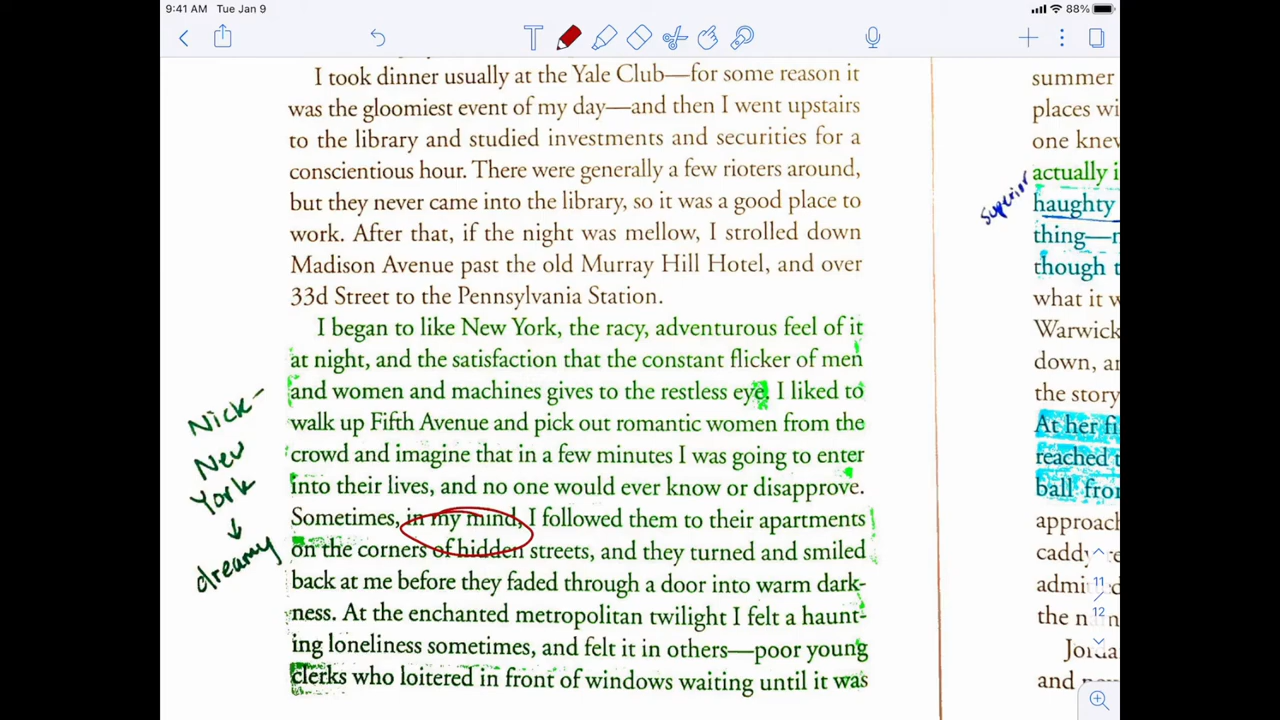 9:41 AM Tue Jan 9
88%
I took dinner usually at the Yale Club—for some reason it
was the gloomiest event of my day—and then I went upstairs
to the library and studied investments and securities for a
conscientious hour. There were generally a few rioters around,
but they never came into the library, so it was a good place to
work. After that, if the night was mellow, I strolled down
Madison Avenue past the old Murray Hill Hotel, and over
33d Street to the Pennsylvania Station.
I began to like New York, the racy, adventurous feel of it
at night, and the satisfaction that the constant flicker of men
and women and machines gives to the restless eye. I liked to
walk up Fifth Avenue and pick out romantic women from the
crowd and imagine that in a few minutes I was going to enter
into their lives, and no one would ever know or disapprove.
Sometimes, in my mind, I followed them to their apartments
on the corners of hidden streets, and they turned and smiled
back at me before they faded through a door into warm dark-
ness. At the enchanted metropolitan twilight I felt a haunt-
ing loneliness sometimes, and felt it in others—poor young
clerks who loitered in front of windows waiting until it was
Nick-
New
York
dreamy
superior
summer
places wi
one knew
actually i
haughty
thing—
though t
what it w
Warwick
down, a
the story
At her fi
reached t
ball fro
approac
caddy
admi
the n
Jorda
and
11
12